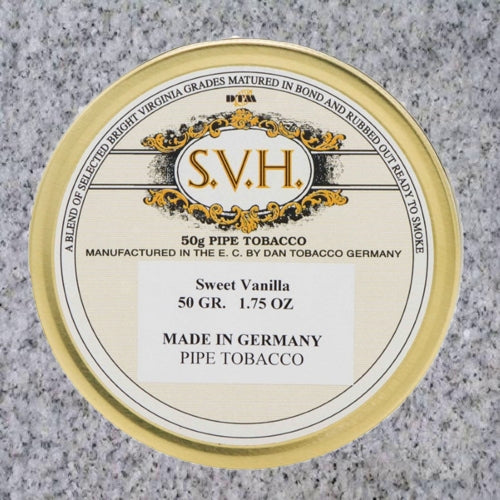 A BLEND OF SELECTED BRIGHT VIRGINIA GRADES MATURED IN BOND AND RUBBED OUT READY TO SMOKE
DTM
S.V.H.
50g PIPE TOBACCO
MANUFACTURED IN THE E. C. BY DAN TOBACCO GERMANY
Sweet Vanilla
50 GR. 1.75 OZ
MADE IN GERMANY
PIPE TOBACCO